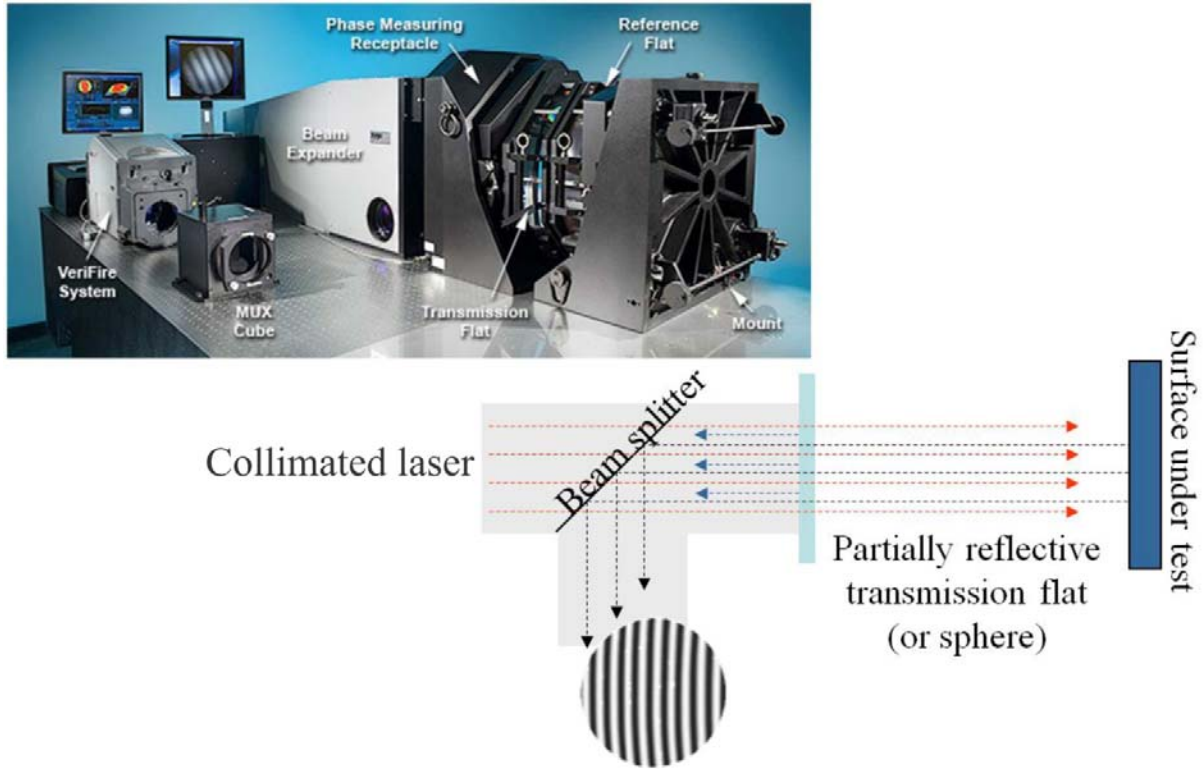 Phase Measuring
Receptacle
Reference
Flat
Beam
Expander
VeriFire
System
MUX
Cube
Transmission
Flat
Mount
Collimated laser
Beam splitter
Partially reflective
transmission flat
(or sphere)
Surface under test